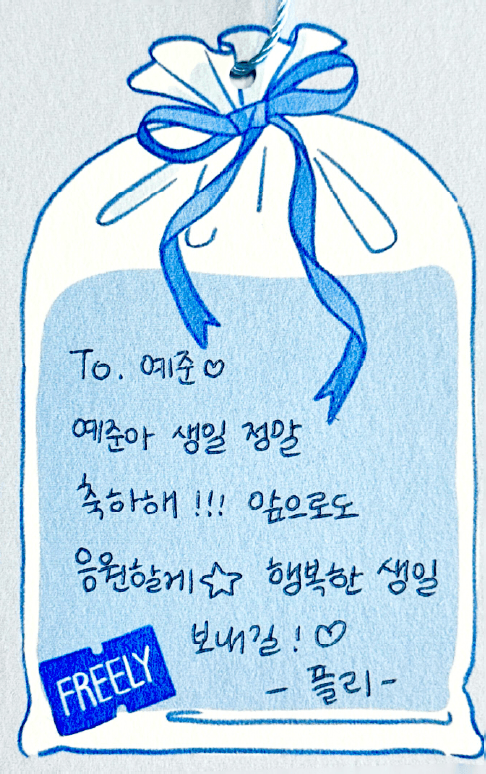 To. 예준♡
예준아 생일 정말
축하해 !!! 앞으로도
응원할게☆ 행복한 생일
보내길 ! ♡
- 플리 -
FREELY